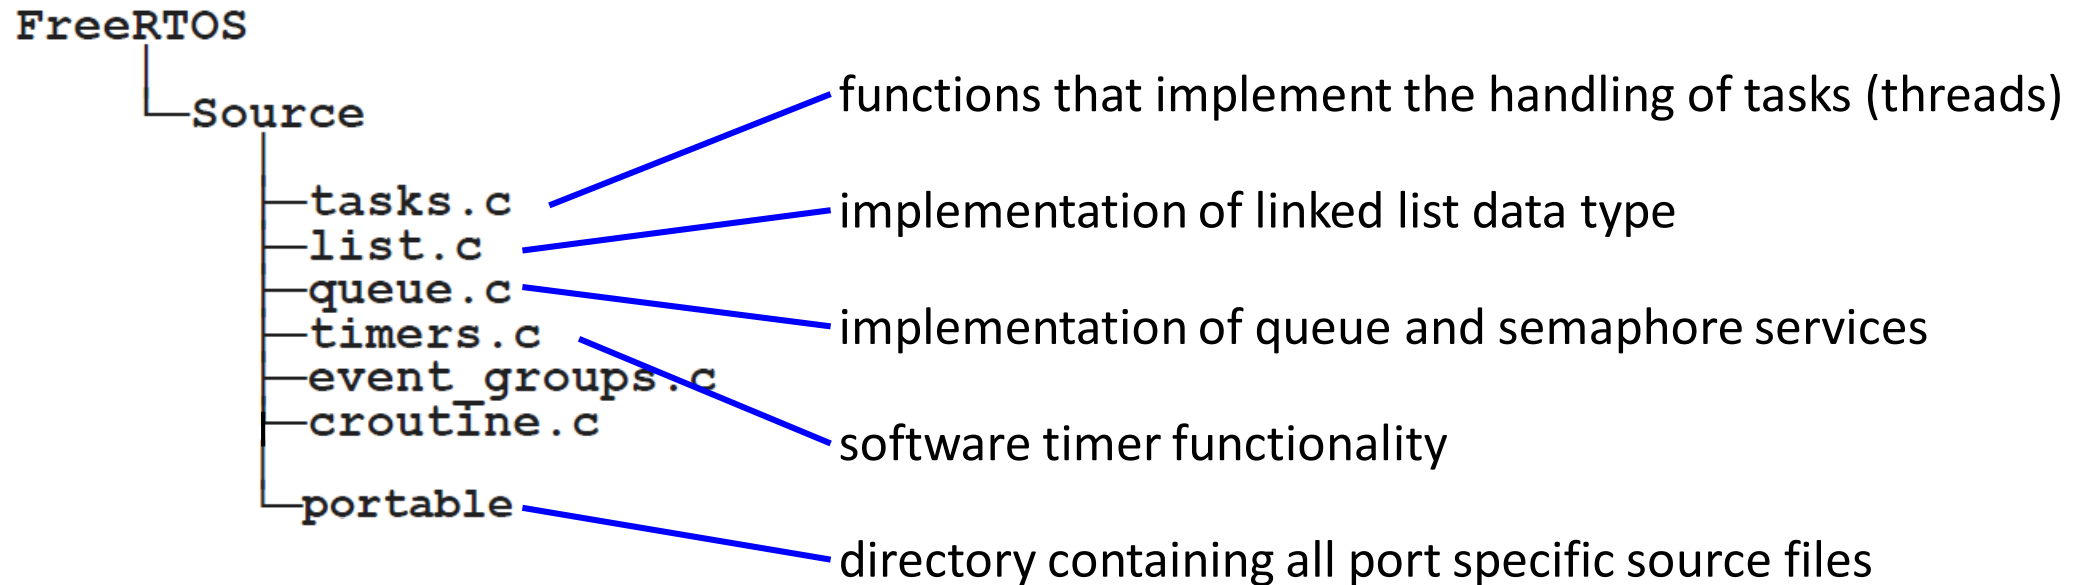 FreeRTOS
Source
tasks.c
list.c
queue.c
timers.c
event_groups.c
croutine.c
portable
functions that implement the handling of tasks (threads)
implementation of linked list data type
implementation of queue and semaphore services
software timer functionality
directory containing all port specific source files